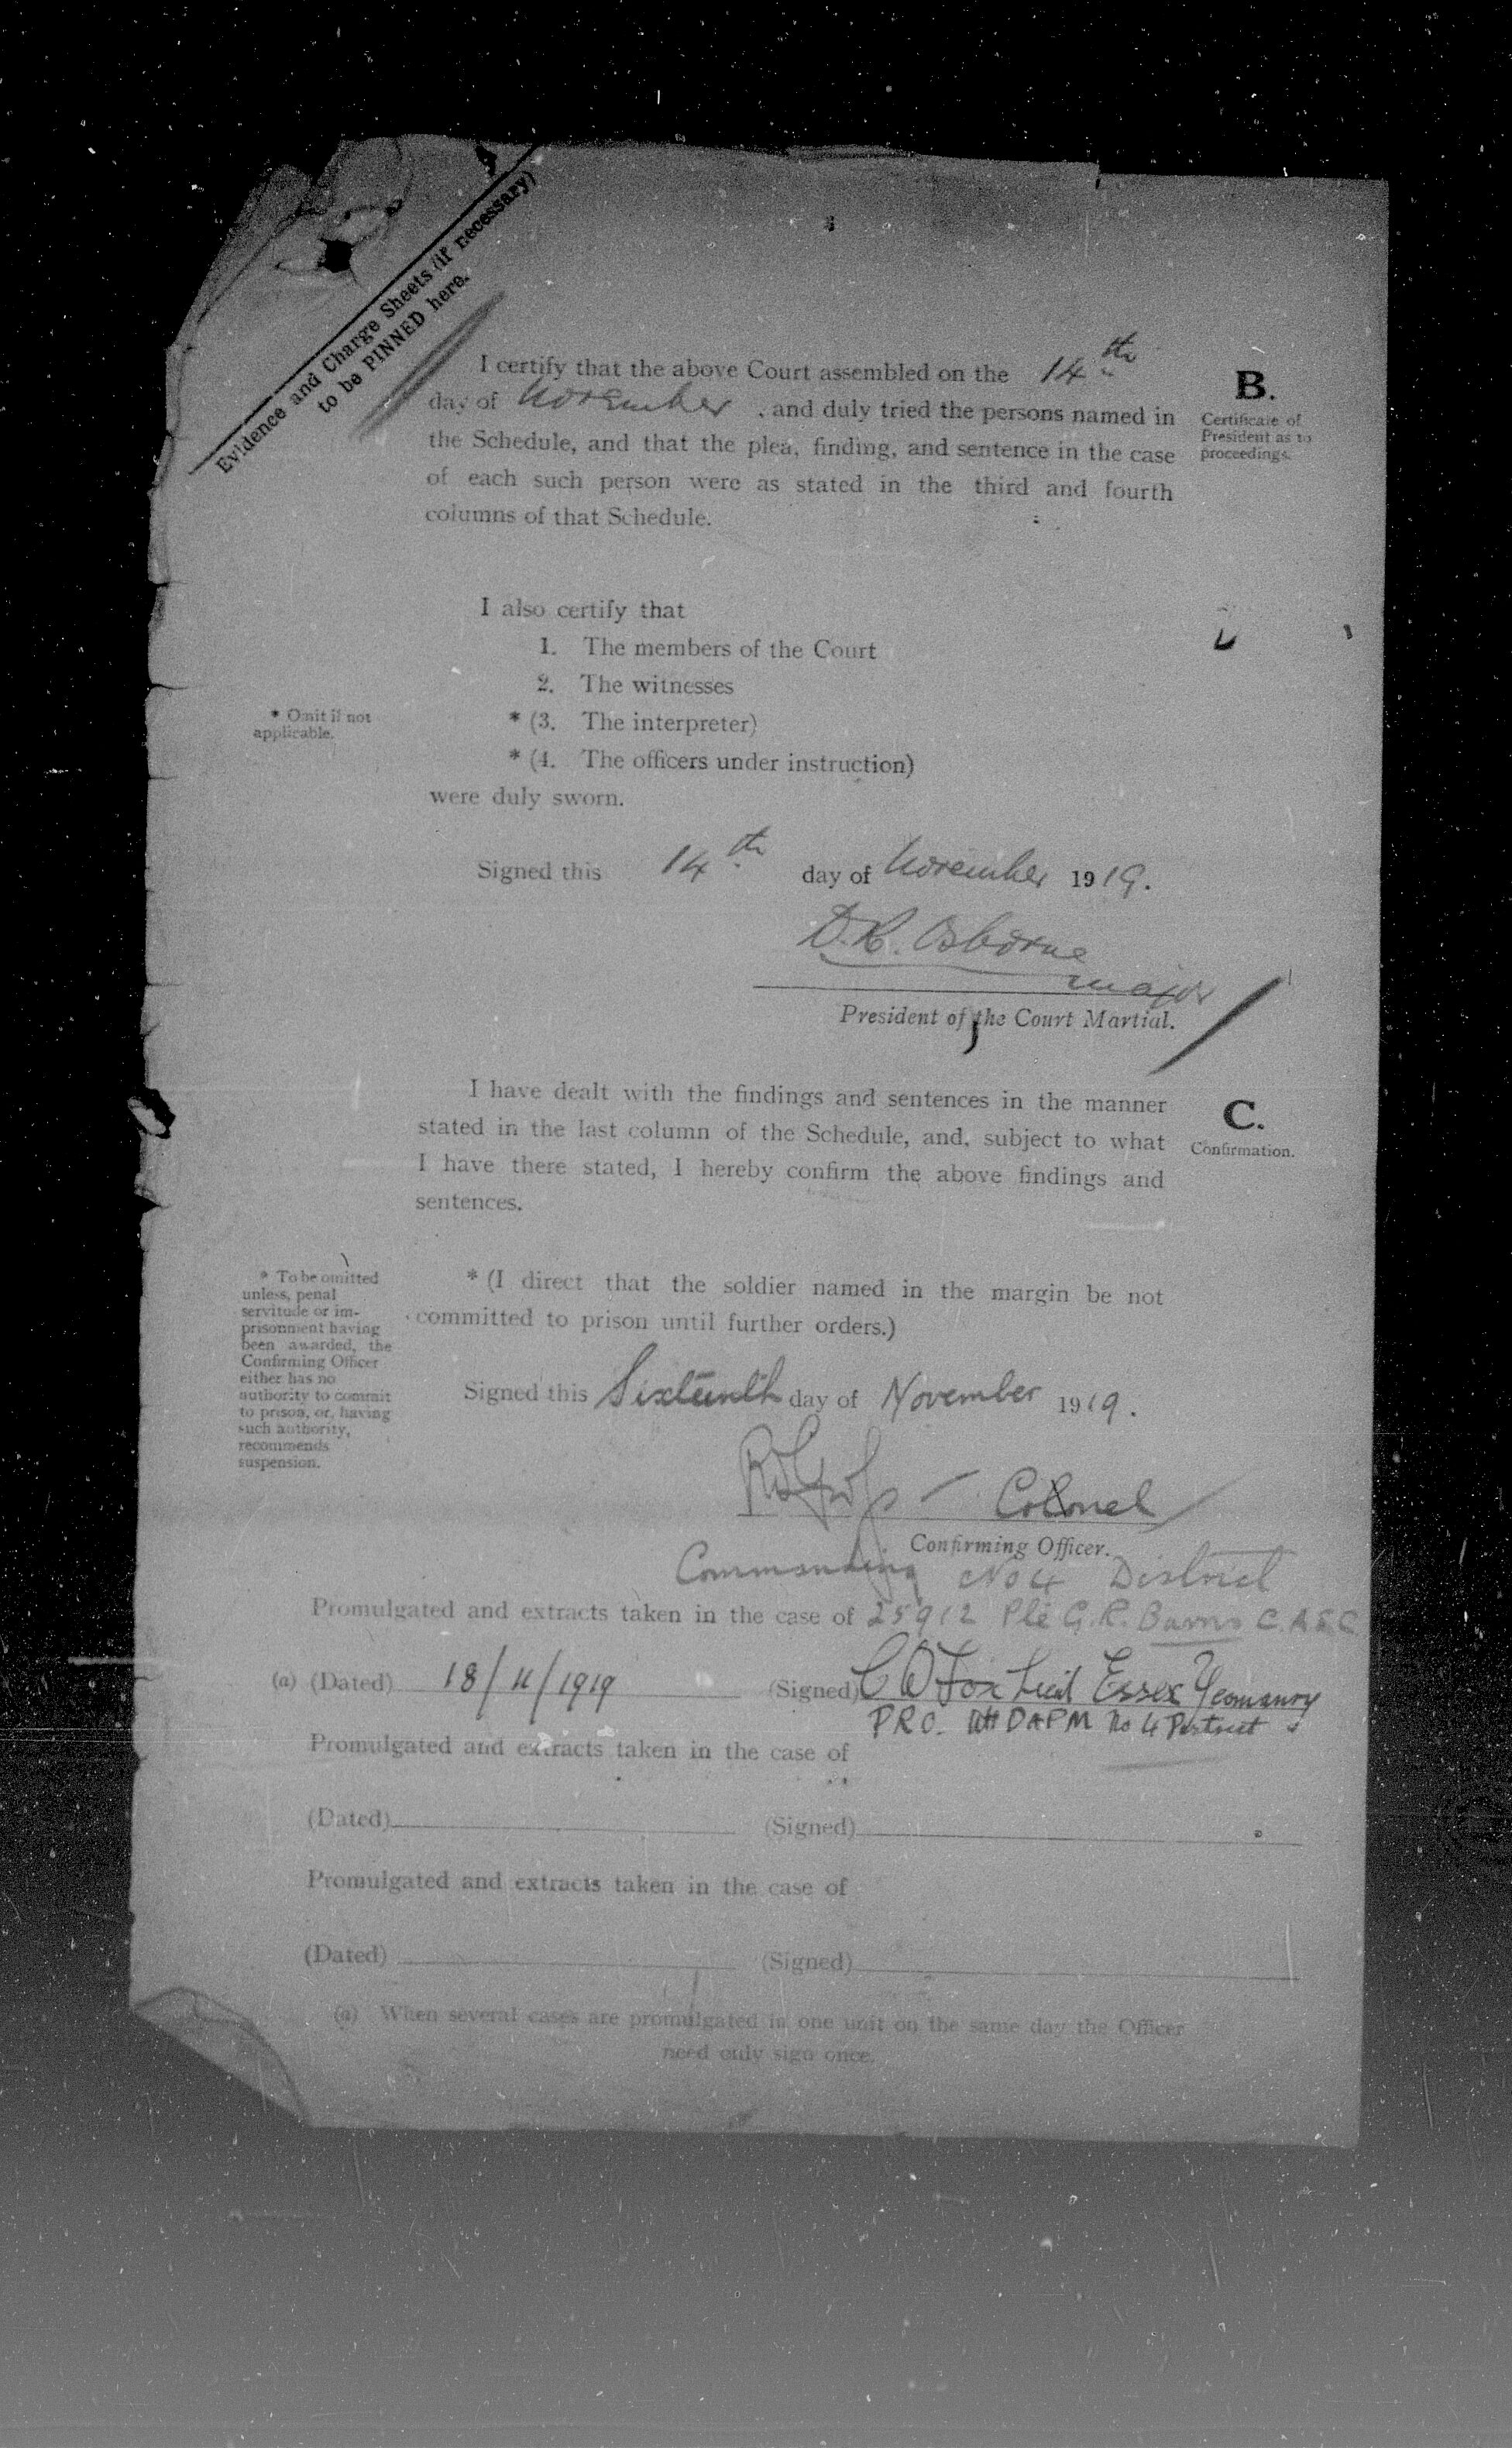 Evidence and Charge Sheets (if necessary)
to be PINNED here.
I certify that the above Court assembled on the 14th
day of November, and duly tried the persons named in
the Schedule, and that the plea, finding, and sentence in the case
of each such person were as stated in the third and fourth
columns of that Schedule.
B.
Certificate of
President as to
proceedings.
I also certify that
1. The members of the Court
2. The witnesses
* (3. The interpreter)
* (4. The officers under instruction)
were duly sworn.
* Omit if not
applicable.
Signed this 14th day of November 1919.
D.K. Osborne
major
President of the Court Martial.
I have dealt with the findings and sentences in the manner
stated in the last column of the Schedule, and, subject to what
I have there stated, I hereby confirm the above findings and
sentences.
C.
Confirmation.
* (I direct that the soldier named in the margin be not
committed to prison until further orders.)
* To be omitted
unless, penal
servitude or im-
prisonment having
been awarded, the
Confirming Officer
either has no
authority to commit
to prison, or, having
such authority,
recommends
suspension.
Signed this Sixteenth day of November 1919.
Colonel
Confirming Officer.
Commanding No 4 District
Promulgated and extracts taken in the case of 25912 Pte G.R. Barns C.A.S.C
(a) (Dated) 18/11/1919 (Signed) C W Fox Lieut Essex Yeomanry
P.R.O. att DAPM No 4 District
Promulgated and extracts taken in the case of
(Dated) (Signed)
Promulgated and extracts taken in the case of
(Dated) (Signed)
(a) When several cases are promulgated in one unit on the same day the Officer
need only sign once.